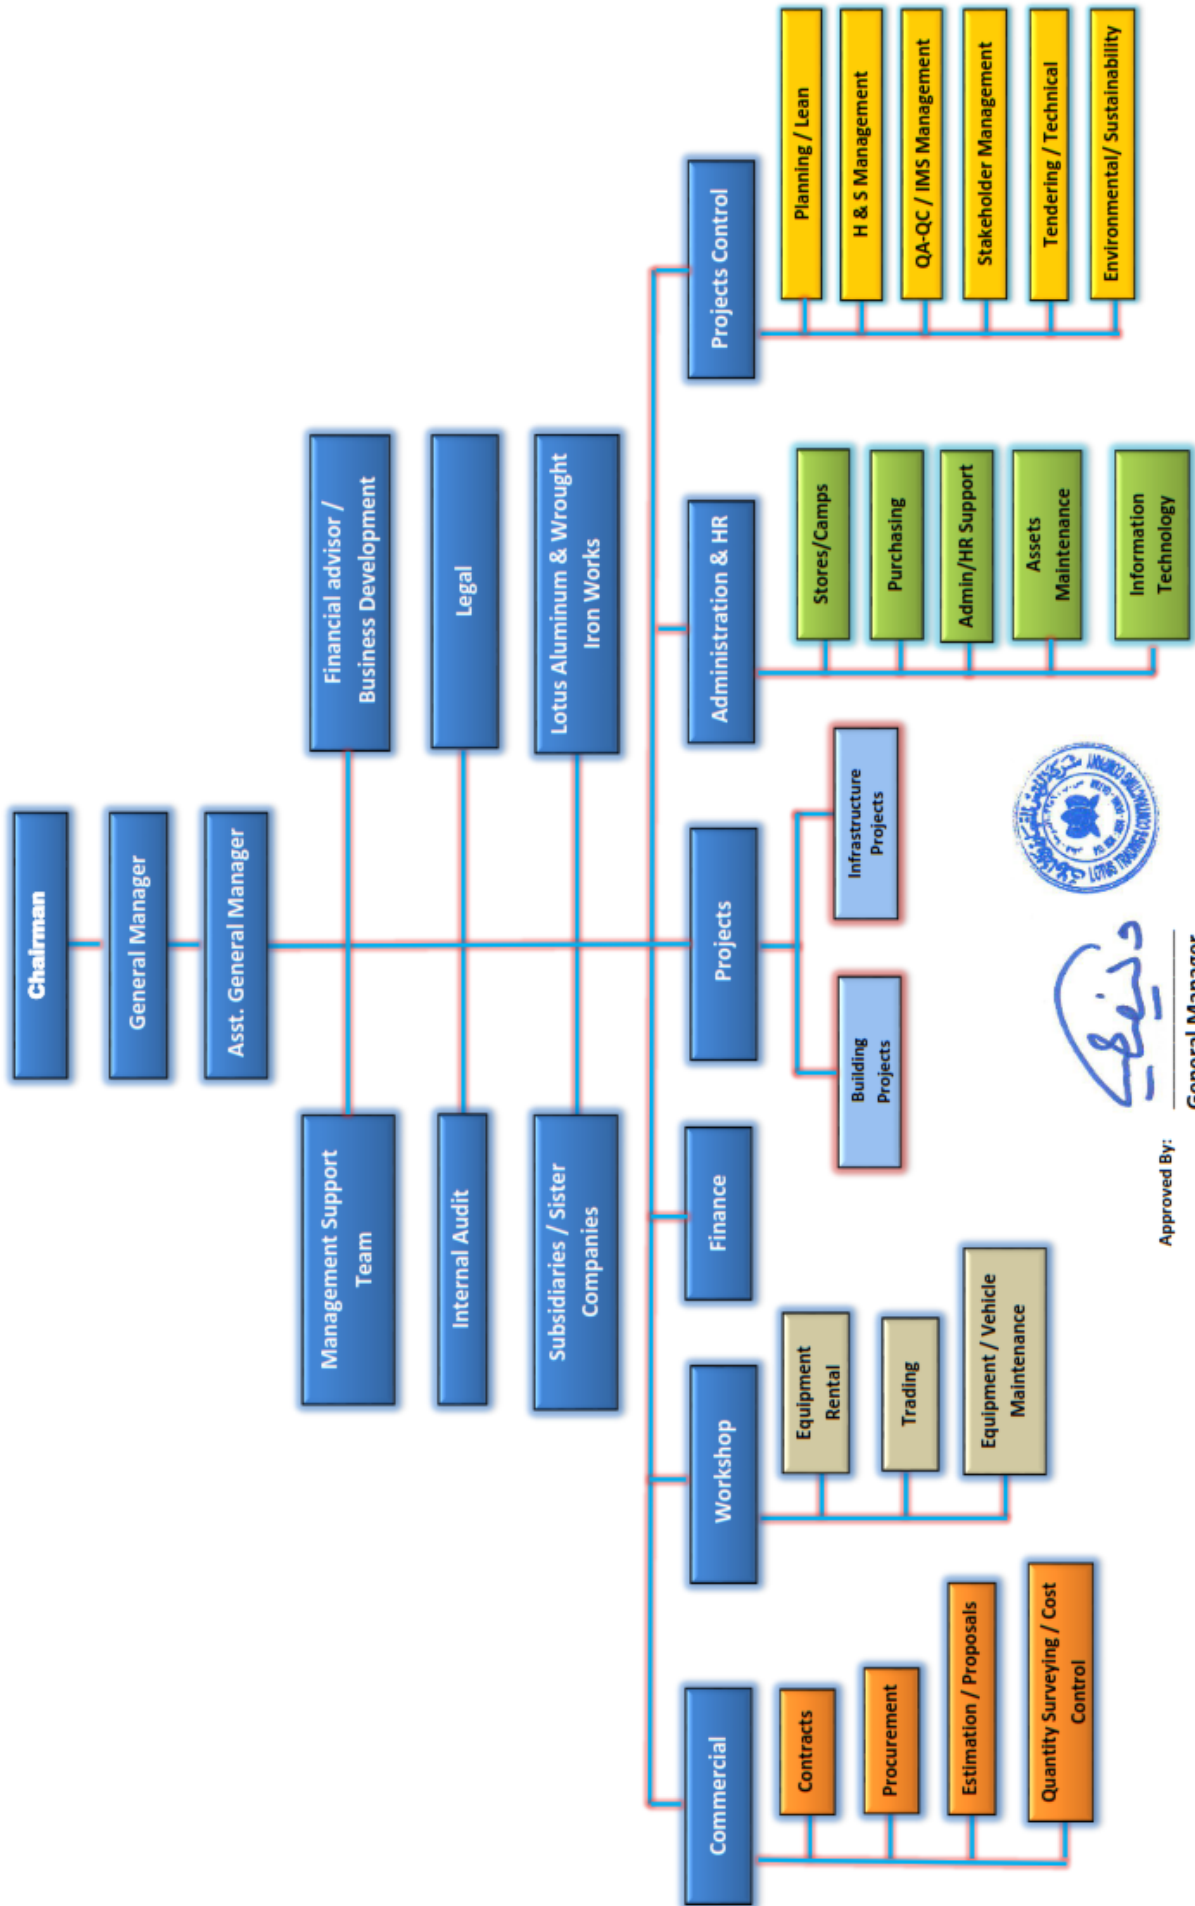 Chairman
General Manager
Asst. General Manager
Management Support
Team
Financial advisor /
Business Development
Internal Audit
Legal
Subsidiaries / Sister
Companies
Lotus Aluminum & Wrought
Iron Works
Commercial
Contracts
Procurement
Estimation / Proposals
Quantity Surveying / Cost
Control
Workshop
Equipment
Rental
Trading
Equipment / Vehicle
Maintenance
Finance
Projects
Building
Projects
Infrastructure
Projects
Administration & HR
Stores/Camps
Purchasing
Admin/HR Support
Assets
Maintenance
Information
Technology
Projects Control
Planning / Lean
H & S Management
QA-QC / IMS Management
Stakeholder Management
Tendering / Technical
Environmental/ Sustainability
Approved By:
General Manager